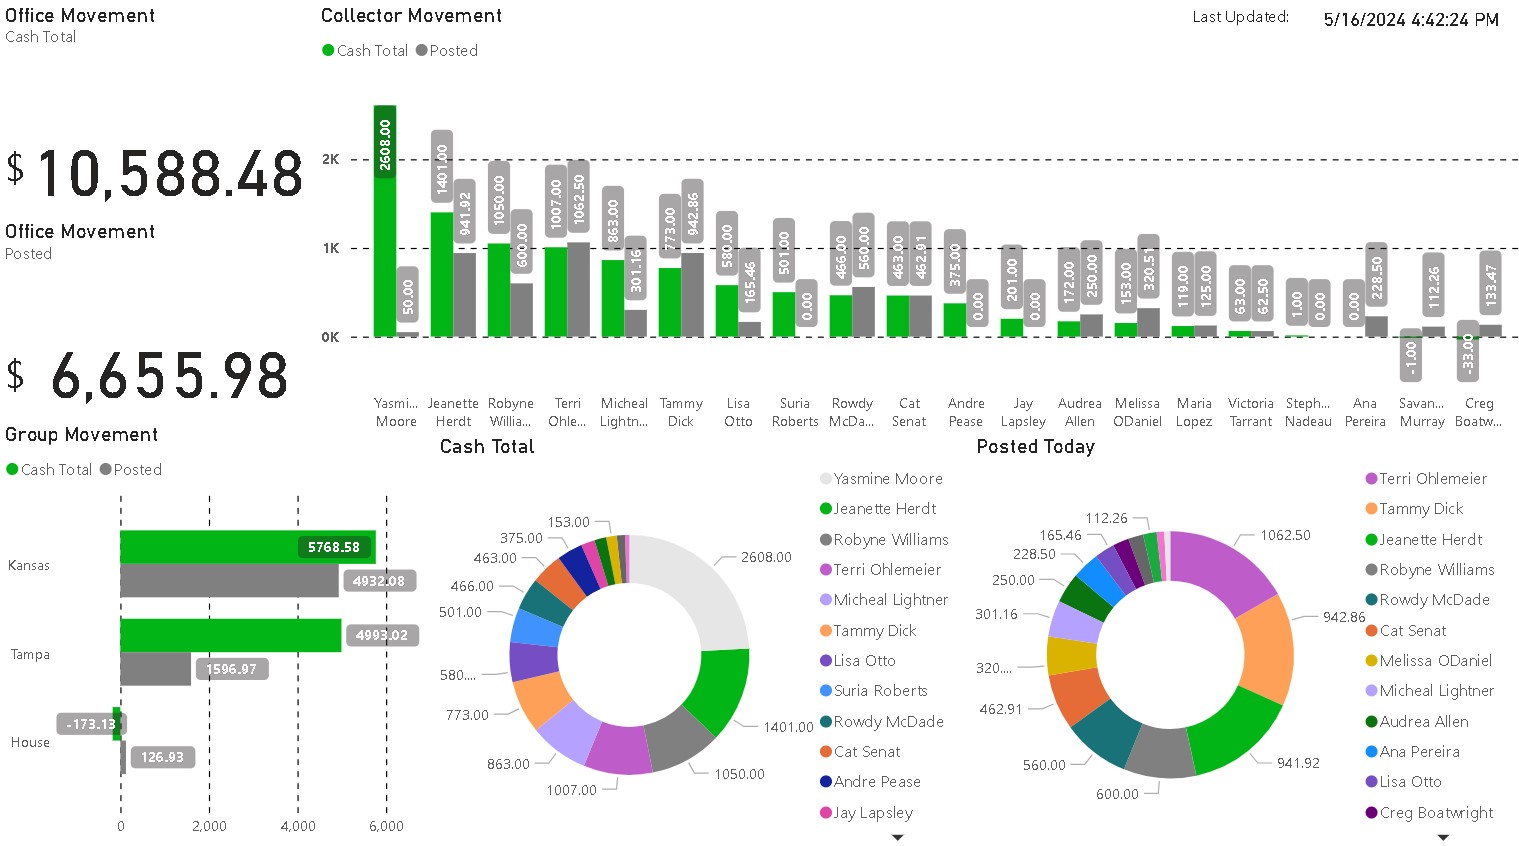 Office Movement
Cash Total
$ 10,588.48
Office Movement
Posted
$ 6,655.98
Collector Movement
Cash Total Posted
Last Updated: 5/16/2024 4:42:24 PM
2K
1K
0K
2608.00
50.00
1401.00
941.92
1050.00
600.00
1007.00
1062.50
863.00
301.16
773.00
942.86
580.00
165.46
501.00
0.00
466.00
560.00
463.00
462.91
375.00
0.00
201.00
0.00
172.00
250.00
153.00
320.51
119.00
125.00
63.00
62.50
1.00
0.00
0.00
228.50
-1.00
112.26
-33.00
133.47
Yasmi... Moore
Jeanette Herdt
Robyne Willia...
Terri Ohle...
Micheal Lightn...
Tammy Dick
Lisa Otto
Suria Roberts
Rowdy McDa...
Cat Senat
Andre Pease
Jay Lapsley
Audrea Allen
Melissa ODaniel
Maria Lopez
Victoria Tarrant
Steph... Nadeau
Ana Pereira
Savan... Murray
Creg Boatw...
Group Movement
Cash Total Posted
Kansas
5768.58
4932.08
Tampa
4993.02
1596.97
House
-173.13
126.93
0 2,000 4,000 6,000
Cash Total
153.00
375.00
463.00
466.00
501.00
580....
773.00
863.00
1007.00
1050.00
1401.00
2608.00
Yasmine Moore
Jeanette Herdt
Robyne Williams
Terri Ohlemeier
Micheal Lightner
Tammy Dick
Lisa Otto
Suria Roberts
Rowdy McDade
Cat Senat
Andre Pease
Jay Lapsley
Posted Today
112.26
165.46
228.50
250.00
301.16
320....
462.91
560.00
600.00
941.92
942.86
1062.50
Terri Ohlemeier
Tammy Dick
Jeanette Herdt
Robyne Williams
Rowdy McDade
Cat Senat
Melissa ODaniel
Micheal Lightner
Audrea Allen
Ana Pereira
Lisa Otto
Creg Boatwright